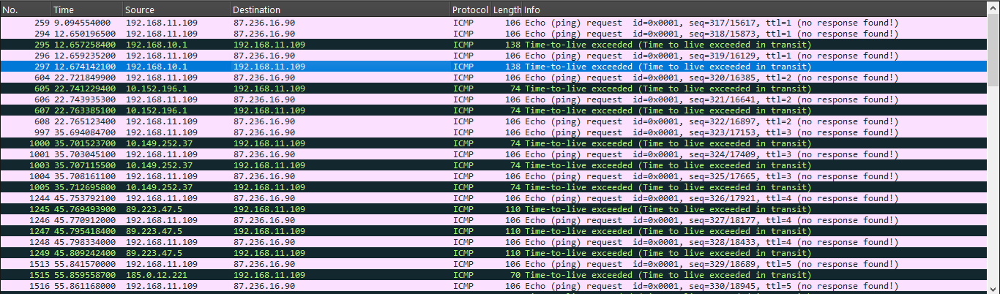 No. Time Source Destination Protocol Length Info
259 9.094554000 192.168.11.109 87.236.16.90 ICMP 106 Echo (ping) request id=0x0001, seq=317/15617, ttl=1 (no response found!)
294 12.650196500 192.168.11.109 87.236.16.90 ICMP 106 Echo (ping) request id=0x0001, seq=318/15873, ttl=1 (no response found!)
295 12.657258400 192.168.10.1 192.168.11.109 ICMP 138 Time-to-live exceeded (Time to live exceeded in transit)
296 12.659235200 192.168.11.109 87.236.16.90 ICMP 106 Echo (ping) request id=0x0001, seq=319/16129, ttl=1 (no response found!)
297 12.674142100 192.168.10.1 192.168.11.109 ICMP 138 Time-to-live exceeded (Time to live exceeded in transit)
604 22.721849900 192.168.11.109 87.236.16.90 ICMP 106 Echo (ping) request id=0x0001, seq=320/16385, ttl=2 (no response found!)
605 22.741229400 10.152.196.1 192.168.11.109 ICMP 74 Time-to-live exceeded (Time to live exceeded in transit)
606 22.743935300 192.168.11.109 87.236.16.90 ICMP 106 Echo (ping) request id=0x0001, seq=321/16641, ttl=2 (no response found!)
607 22.763385100 10.152.196.1 192.168.11.109 ICMP 74 Time-to-live exceeded (Time to live exceeded in transit)
608 22.765123400 192.168.11.109 87.236.16.90 ICMP 106 Echo (ping) request id=0x0001, seq=322/16897, ttl=2 (no response found!)
997 35.694084700 192.168.11.109 87.236.16.90 ICMP 106 Echo (ping) request id=0x0001, seq=323/17153, ttl=3 (no response found!)
1000 35.701523700 10.149.252.37 192.168.11.109 ICMP 74 Time-to-live exceeded (Time to live exceeded in transit)
1001 35.703045100 192.168.11.109 87.236.16.90 ICMP 106 Echo (ping) request id=0x0001, seq=324/17409, ttl=3 (no response found!)
1003 35.707115500 10.149.252.37 192.168.11.109 ICMP 74 Time-to-live exceeded (Time to live exceeded in transit)
1004 35.708161100 192.168.11.109 87.236.16.90 ICMP 106 Echo (ping) request id=0x0001, seq=325/17665, ttl=3 (no response found!)
1005 35.712695800 10.149.252.37 192.168.11.109 ICMP 74 Time-to-live exceeded (Time to live exceeded in transit)
1244 45.753792100 192.168.11.109 87.236.16.90 ICMP 106 Echo (ping) request id=0x0001, seq=326/17921, ttl=4 (no response found!)
1245 45.769493900 89.223.47.5 192.168.11.109 ICMP 110 Time-to-live exceeded (Time to live exceeded in transit)
1246 45.770912000 192.168.11.109 87.236.16.90 ICMP 106 Echo (ping) request id=0x0001, seq=327/18177, ttl=4 (no response found!)
1247 45.795418400 89.223.47.5 192.168.11.109 ICMP 110 Time-to-live exceeded (Time to live exceeded in transit)
1248 45.798334000 192.168.11.109 87.236.16.90 ICMP 106 Echo (ping) request id=0x0001, seq=328/18433, ttl=4 (no response found!)
1249 45.809242400 89.223.47.5 192.168.11.109 ICMP 110 Time-to-live exceeded (Time to live exceeded in transit)
1513 55.841570000 192.168.11.109 87.236.16.90 ICMP 106 Echo (ping) request id=0x0001, seq=329/18689, ttl=5 (no response found!)
1515 55.859558700 185.0.12.221 192.168.11.109 ICMP 70 Time-to-live exceeded (Time to live exceeded in transit)
1516 55.861168000 192.168.11.109 87.236.16.90 ICMP 106 Echo (ping) request id=0x0001, seq=330/18945, ttl=5 (no response found!)